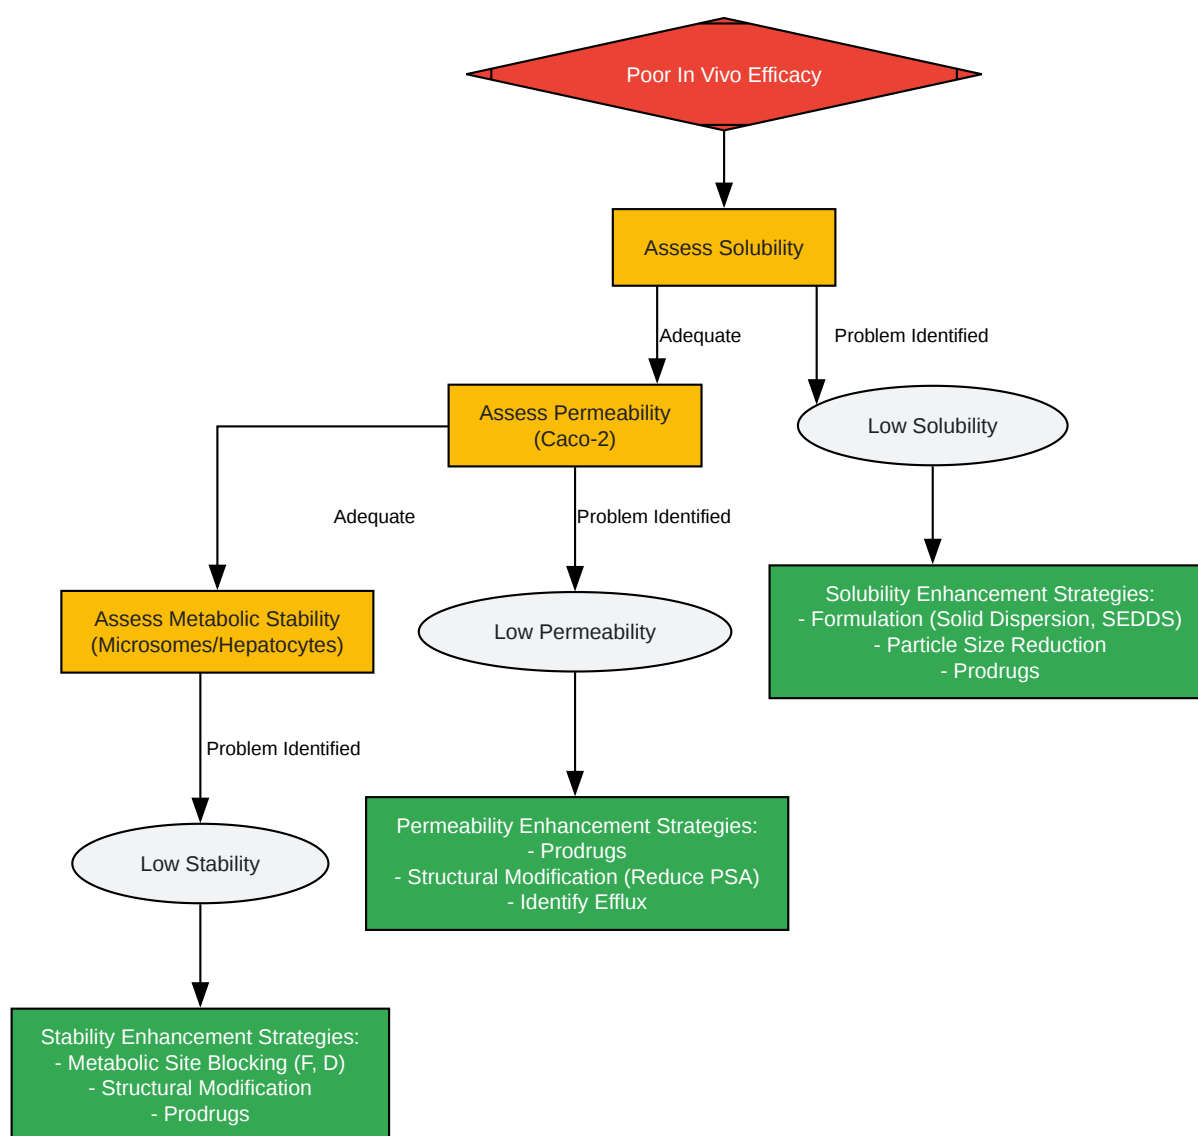 Poor In Vivo Efficacy
Assess Solubility
Adequate
Problem Identified
Assess Permeability
(Caco-2)
Low Solubility
Adequate
Problem Identified
Solubility Enhancement Strategies:
- Formulation (Solid Dispersion, SEDDS)
- Particle Size Reduction
- Prodrugs
Assess Metabolic Stability
(Microsomes/Hepatocytes)
Low Permeability
Problem Identified
Permeability Enhancement Strategies:
- Prodrugs
- Structural Modification (Reduce PSA)
- Identify Efflux
Low Stability
Stability Enhancement Strategies:
- Metabolic Site Blocking (F, D)
- Structural Modification
- Prodrugs